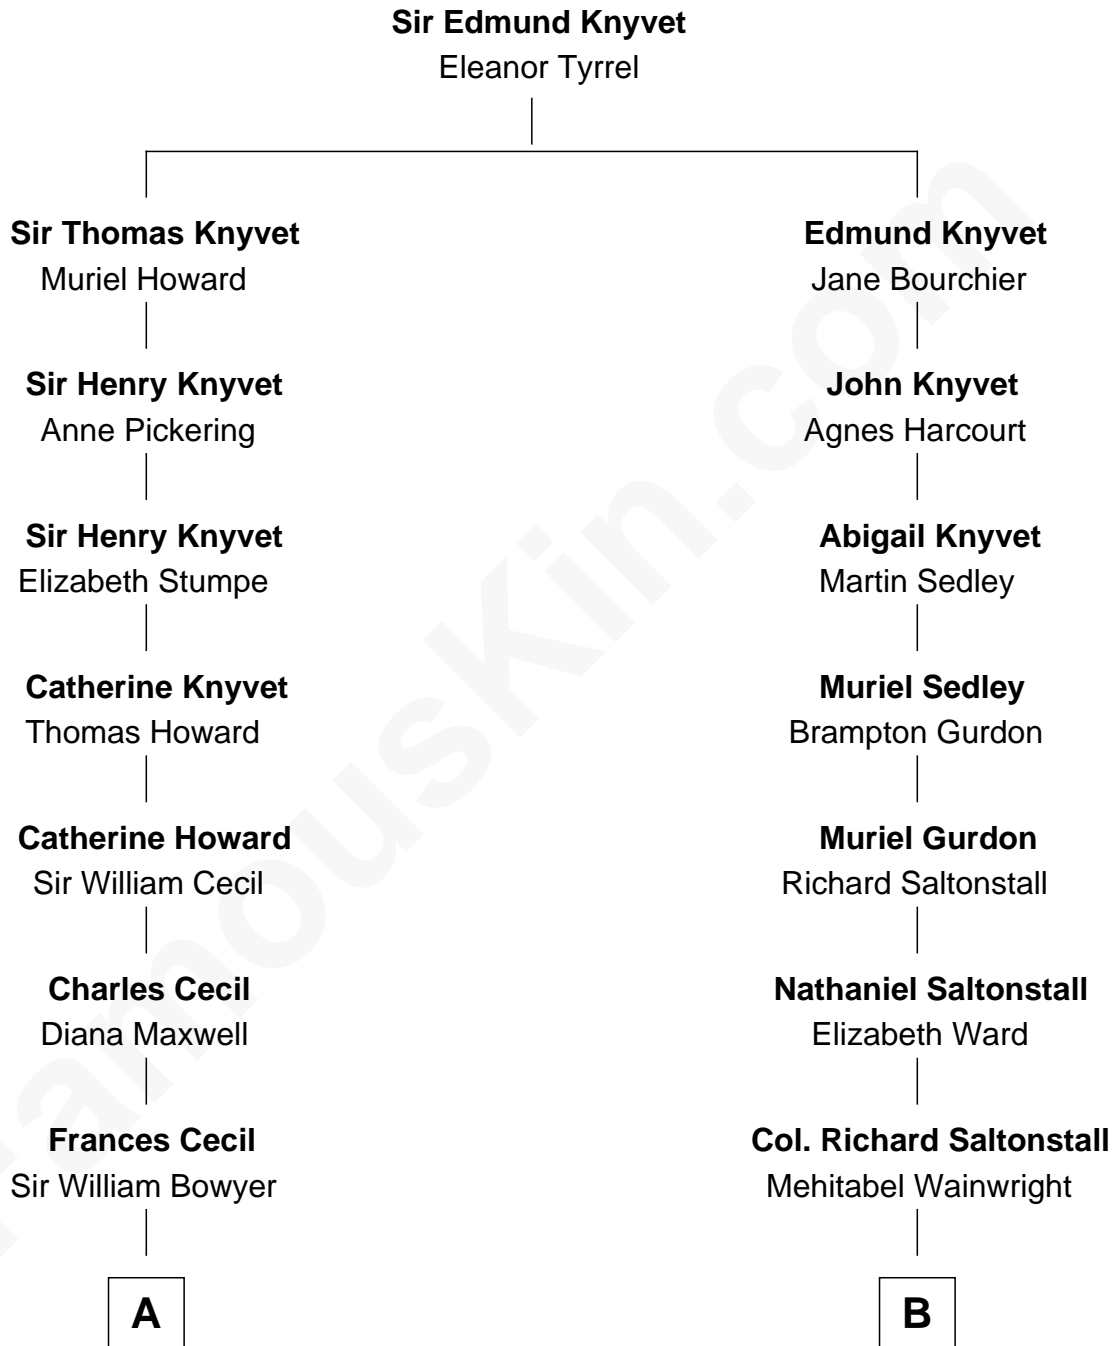 Sir Edmund Knyvet
Eleanor Tyrrel
Sir Thomas Knyvet
Muriel Howard
Edmund Knyvet
Jane Bourchier
Sir Henry Knyvet
Anne Pickering
John Knyvet
Agnes Harcourt
Sir Henry Knyvet
Elizabeth Stumpe
Abigail Knyvet
Martin Sedley
Catherine Knyvet
Thomas Howard
Muriel Sedley
Brampton Gurdon
Catherine Howard
Sir William Cecil
Muriel Gurdon
Richard Saltonstall
Charles Cecil
Diana Maxwell
Nathaniel Saltonstall
Elizabeth Ward
Frances Cecil
Sir William Bowyer
Col. Richard Saltonstall
Mehitabel Wainwright
A
B
FamousKin.com